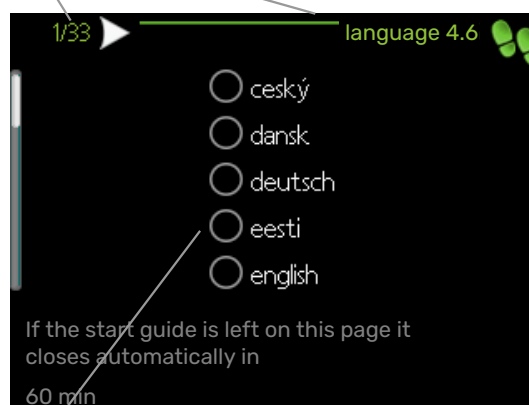 1/33
language 4.6
ceský
dansk
deutsch
eesti
english
If the start guide is left on this page it
closes automatically in
60 min